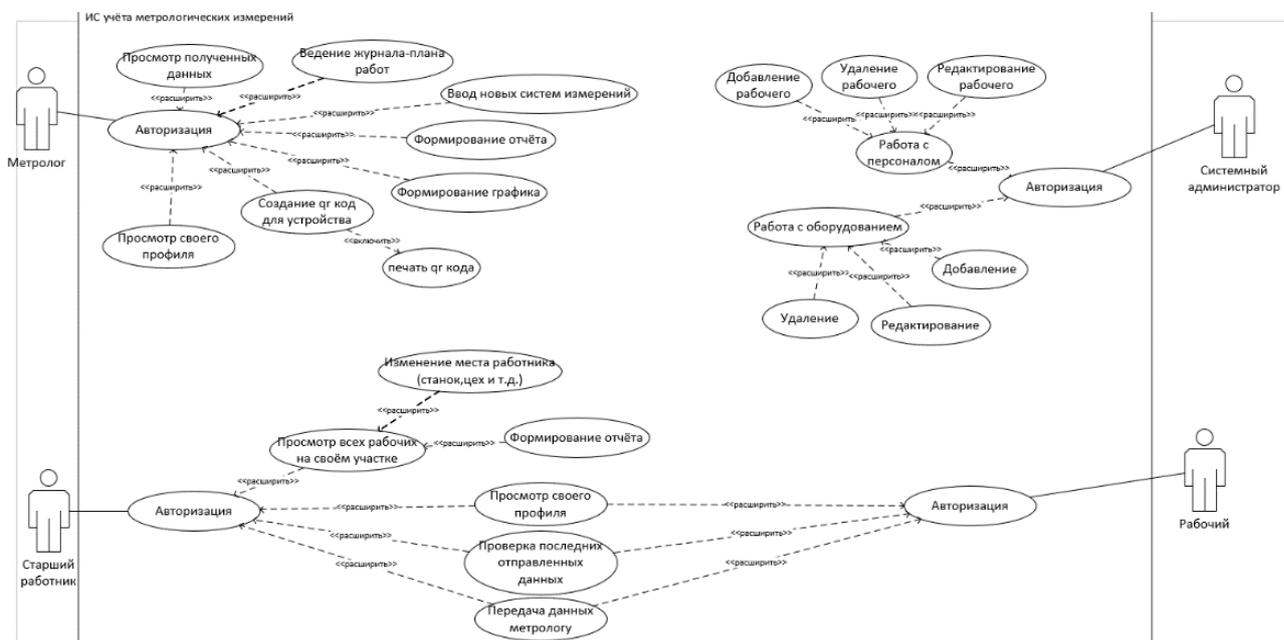 ИС учёта метрологических измерений
Просмотр полученных
данных
Ведение журнала-плана
работ
<<расширить>>
<<расширить>>
Ввод новых систем измерений
<<расширить>>
Авторизация
<<расширить>>
Формирование отчёта
<<расширить>>
Формирование графика
<<расширить>>
<<расширить>>
Создание qr код
для устройства
Просмотр своего
профиля
<<включить>>
печать qr кода
Метролог
Добавление
рабочего
Удаление
рабочего
Редактирование
рабочего
<<расширить
<<расширить>>
<<расширить>>
Работа с
персоналом
<<расширить>>
Авторизация
Системный
администратор
<<расширить>>
Работа с оборудованием
<<расширить>>
Добавление
<<расширить>>
<<расширить>>
Удаление
Редактирование
Изменение места работника
(станок,цех и т.д.)
<<расширить>>
Просмотр всех рабочих
на своём участке
<<расширить>>
Формирование отчёта
<<расширить>>
Авторизация
<<расширить>>
Просмотр своего
профиля
<<расширить>>
Авторизация
<<расширить>>
Проверка последних
отправленных
данных
<<расширить>>
<<расширить>>
Передача данных
метрологу
<<расширить>>
Старший
работник
Рабочий